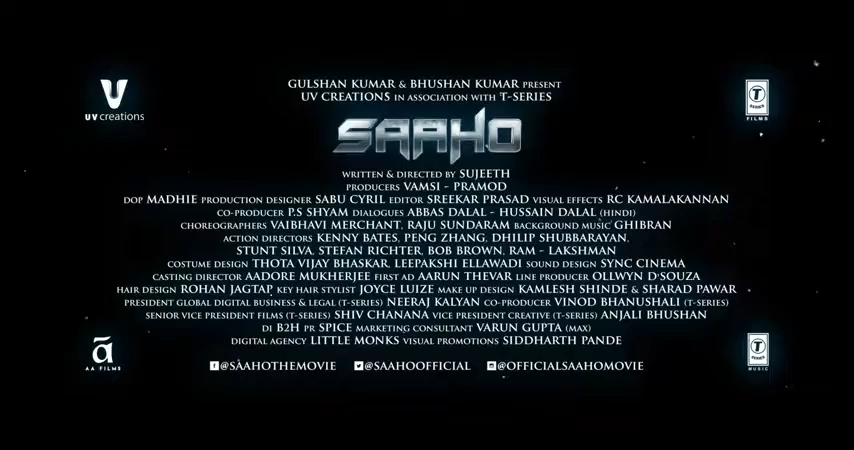 GULSHAN KUMAR & BHUSHAN KUMAR PRESENT
UV CREATIONS IN ASSOCIATION WITH T-SERIES
UV creations
T SERIES
FILMS
SAAHO
WRITTEN & DIRECTED BY SUJEETH
PRODUCERS VAMSI - PRAMOD
DOP MADHIE PRODUCTION DESIGNER SABU CYRIL EDITOR SREEKAR PRASAD VISUAL EFFECTS RC KAMALAKANNAN
CO-PRODUCER P.S SHYAM DIALOGUES ABBAS DALAL - HUSSAIN DALAL (HINDI)
CHOREOGRAPHERS VAIBHAVI MERCHANT, RAJU SUNDARAM BACKGROUND MUSIC GHIBRAN
ACTION DIRECTORS KENNY BATES, PENG ZHANG, DHILIP SHUBBARAYAN,
STUNT SILVA, STEFAN RICHTER, BOB BROWN, RAM - LAKSHMAN
COSTUME DESIGN THOTA VIJAY BHASKAR, LEEPAKSHI ELLAWADI SOUND DESIGN SYNC CINEMA
CASTING DIRECTOR AADORE MUKHERJEE FIRST AD AARUN THEVAR LINE PRODUCER OLLWYN D'SOUZA
HAIR DESIGN ROHAN JAGTAP, KEY HAIR STYLIST JOYCE LUIZE MAKE UP DESIGN KAMLESH SHINDE & SHARAD PAWAR
PRESIDENT GLOBAL DIGITAL BUSINESS & LEGAL (T-SERIES) NEERAJ KALYAN CO-PRODUCER VINOD BHANUSHALI (T-SERIES)
SENIOR VICE PRESIDENT FILMS (T-SERIES) SHIV CHANANA VICE PRESIDENT CREATIVE (T-SERIES) ANJALI BHUSHAN
DI B2H PR SPICE MARKETING CONSULTANT VARUN GUPTA (MAX)
DIGITAL AGENCY LITTLE MONKS VISUAL PROMOTIONS SIDDHARTH PANDE
ã
AA FILMS
T SERIES
MUSIC
@SAAHOTHEMOVIE @SAAHOOFFICIAL @OFFICIALSAAHOMOVIE